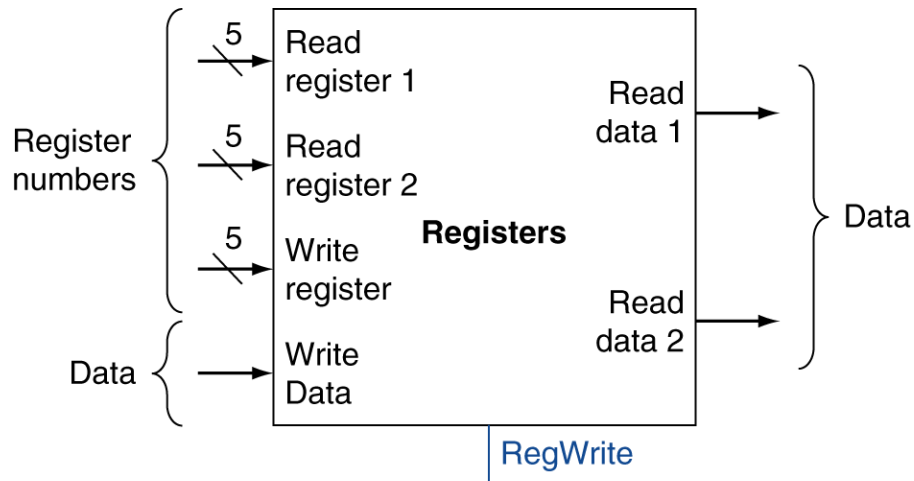 5
Read
register 1
5
Read
register 2
5
Write
register
Write
Data
Register
numbers
Data
Registers
Read
data 1
Read
data 2
Data
RegWrite